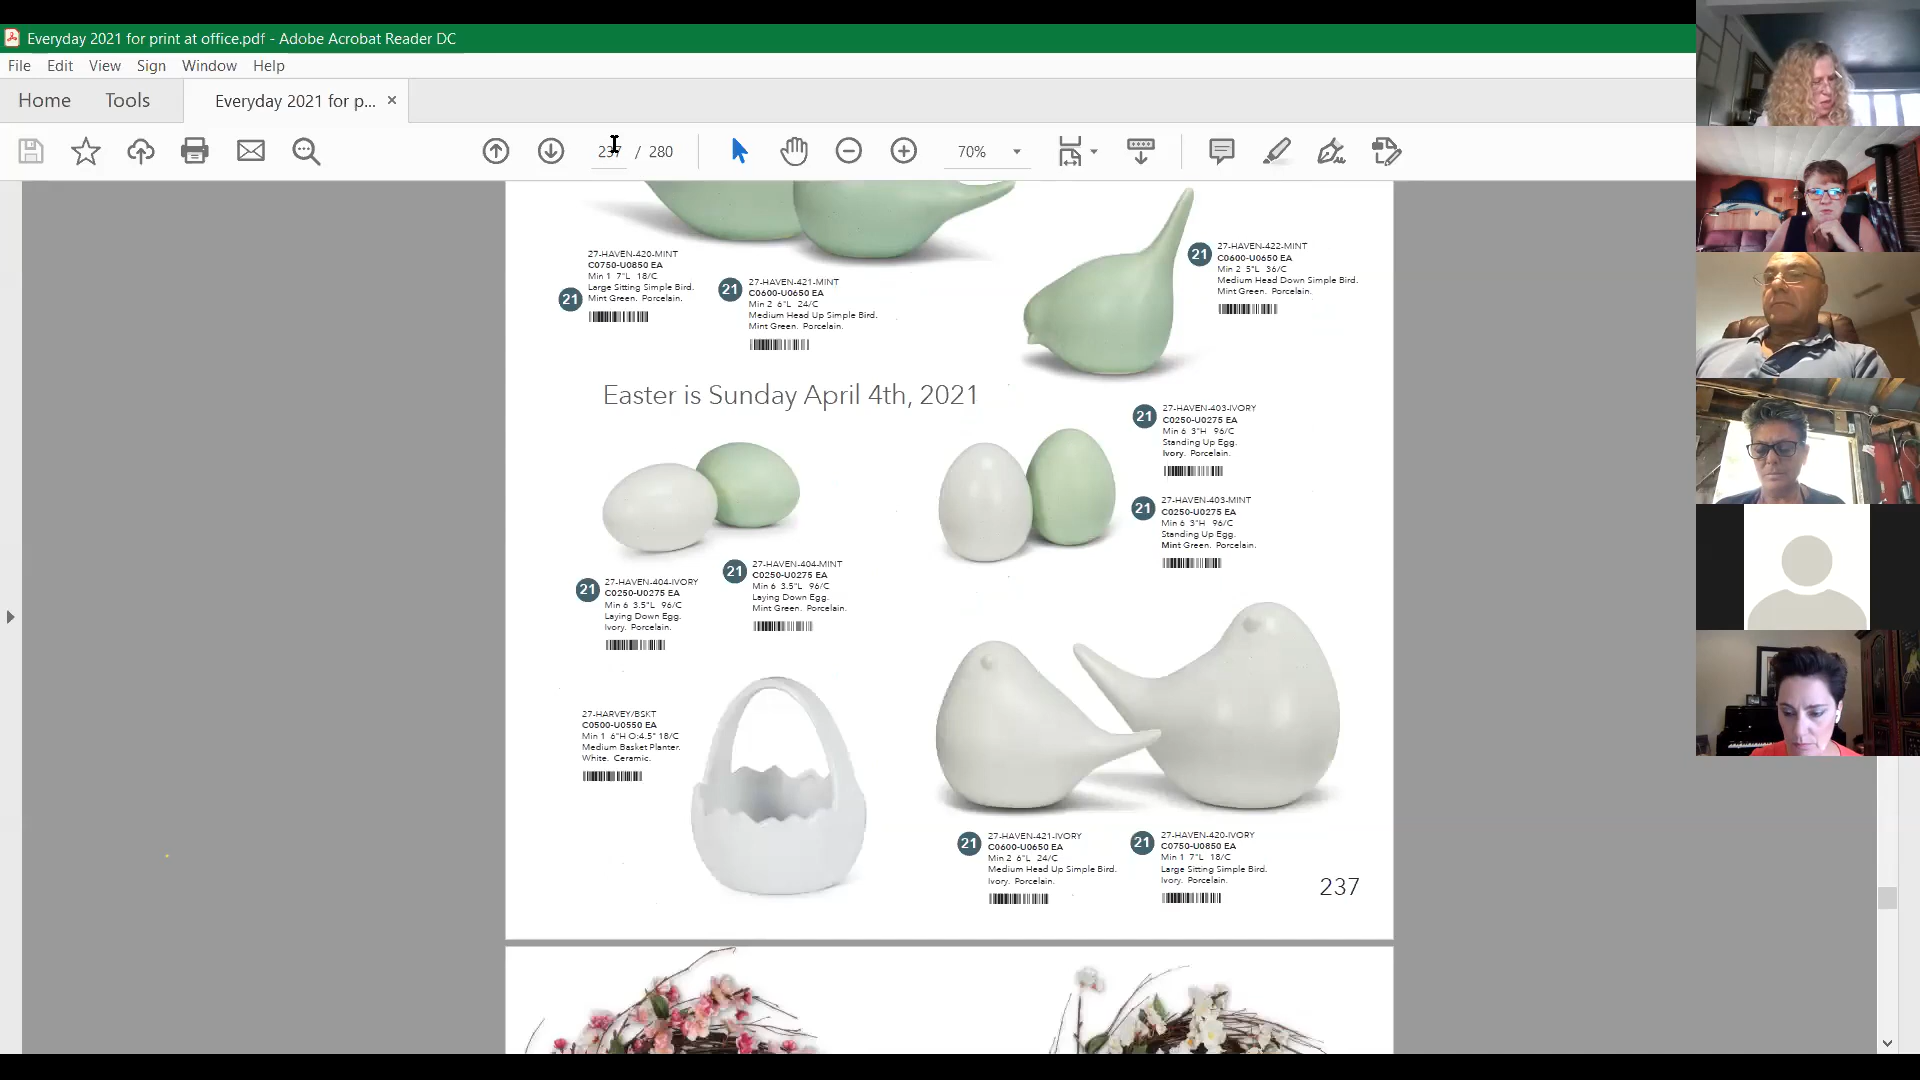 Everyday 2021 for print at office.pdf - Adobe Acrobat Reader DC
File Edit View Sign Window Help
Home Tools Everyday 2021 for p... ×
237 / 280 70%
27-HAVEN-420-MINT
C0750-U0850 EA
Min 1 7"L 18/C
Large Sitting Simple Bird.
Mint Green. Porcelain.
21
27-HAVEN-421-MINT
C0600-U0650 EA
Min 2 6"L 24/C
Medium Head Up Simple Bird.
Mint Green. Porcelain.
21
27-HAVEN-422-MINT
C0600-U0650 EA
Min 2 5"L 36/C
Medium Head Down Simple Bird.
Mint Green. Porcelain.
21
Easter is Sunday April 4th, 2021
21
27-HAVEN-403-IVORY
C0250-U0275 EA
Min 6 3"H 96/C
Standing Up Egg.
Ivory. Porcelain.
21
27-HAVEN-403-MINT
C0250-U0275 EA
Min 6 3"H 96/C
Standing Up Egg.
Mint Green. Porcelain.
21
27-HAVEN-404-IVORY
C0250-U0275 EA
Min 6 3.5"L 96/C
Laying Down Egg.
Ivory. Porcelain.
21
27-HAVEN-404-MINT
C0250-U0275 EA
Min 6 3.5"L 96/C
Laying Down Egg.
Mint Green. Porcelain.
27-HARVEY/BSKT
C0500-U0550 EA
Min 1 6"H O:4.5" 18/C
Medium Basket Planter.
White. Ceramic.
21
27-HAVEN-421-IVORY
C0600-U0650 EA
Min 2 6"L 24/C
Medium Head Up Simple Bird.
Ivory. Porcelain.
21
27-HAVEN-420-IVORY
C0750-U0850 EA
Min 1 7"L 18/C
Large Sitting Simple Bird.
Ivory. Porcelain.
237